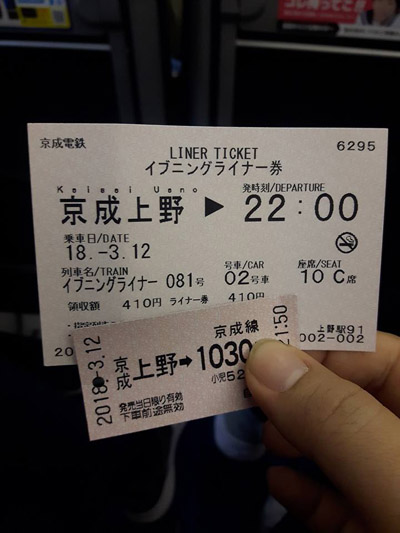 京成電鉄
LINER TICKET
6295
イブニングライナー券
Keisei Ueno
発時刻/DEPARTURE
京成上野 ▶ 22:00
乗車日/DATE
18.-3.12
列車名/TRAIN
号車/CAR
座席/SEAT
イブニングライナー 081号
02号車
10 C席
領収額 410円 ライナー券 410円
上野駅91
002-002
2018.-3.12
京成線
京成上野→1030
小児52
発売当日限り有効
下車前途無効